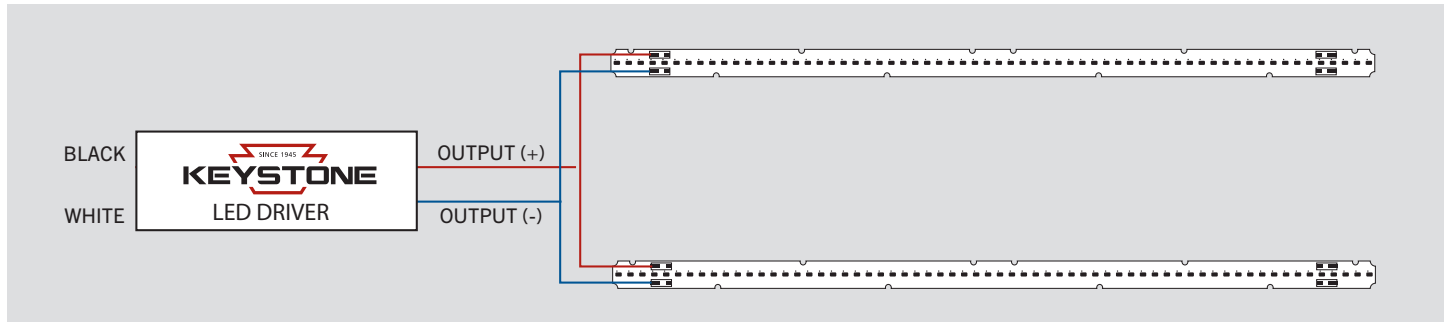 BLACK
WHITE
SINCE 1945
KEYSTONE
LED DRIVER
OUTPUT (+)
OUTPUT (-)